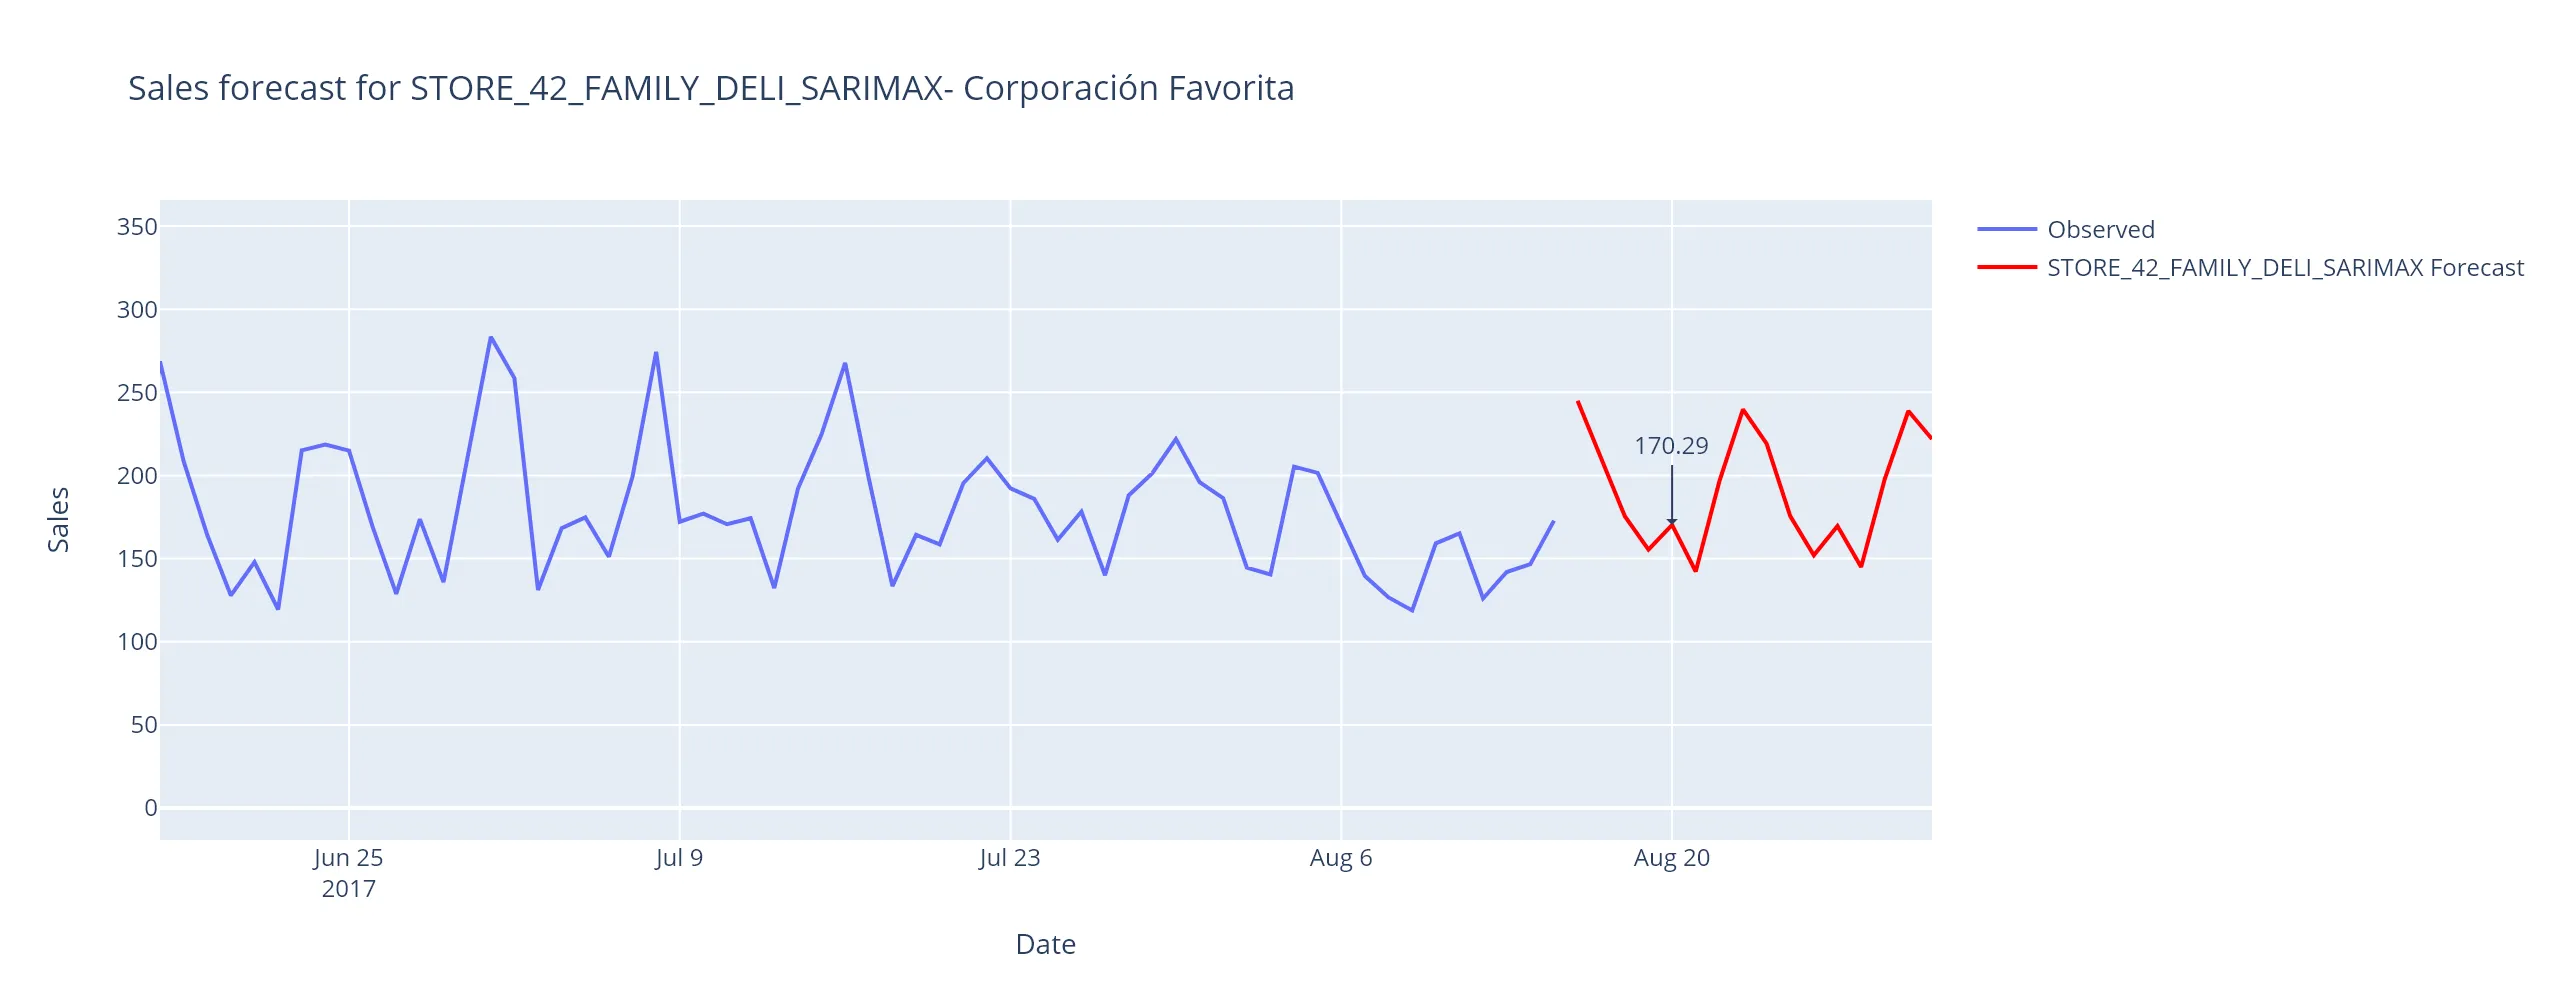 Sales forecast for STORE_42_FAMILY_DELI_SARIMAX- Corporación Favorita
Observed
STORE_42_FAMILY_DELI_SARIMAX Forecast
350
300
250
200
150
100
50
0
170.29
Sales
Jun 25
2017
Jul 9
Jul 23
Aug 6
Aug 20
Date